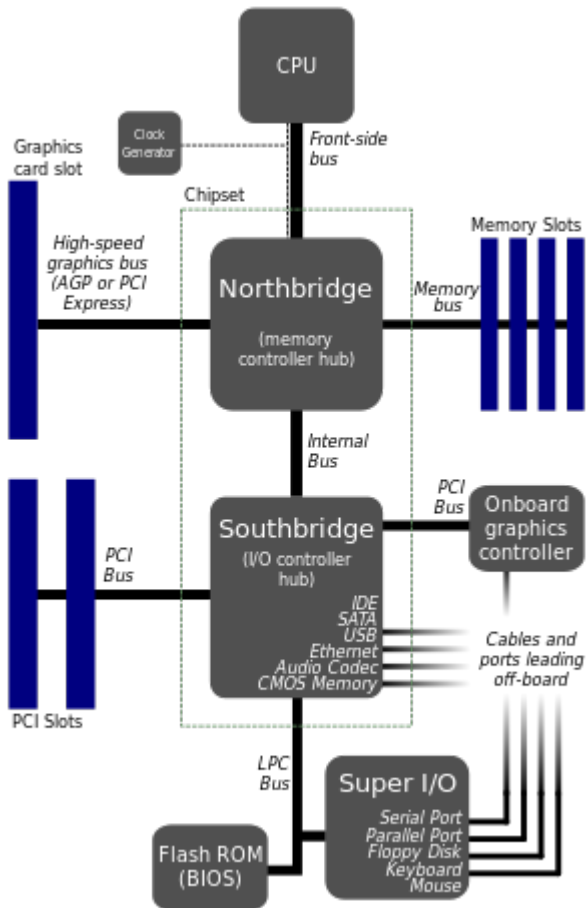 CPU
Clock
Generator
Front-side
bus
Graphics
card slot
Chipset
High-speed
graphics bus
(AGP or PCI
Express)
Northbridge
(memory
controller hub)
Memory Slots
Memory
bus
Internal
Bus
PCI
Bus
Onboard
graphics
controller
Southbridge
(I/O controller
hub)
PCI
Bus
IDE
SATA
USB
Ethernet
Audio Codec
CMOS Memory
Cables and
ports leading
off-board
PCI Slots
LPC
Bus
Super I/O
Serial Port
Parallel Port
Floppy Disk
Keyboard
Mouse
Flash ROM
(BIOS)